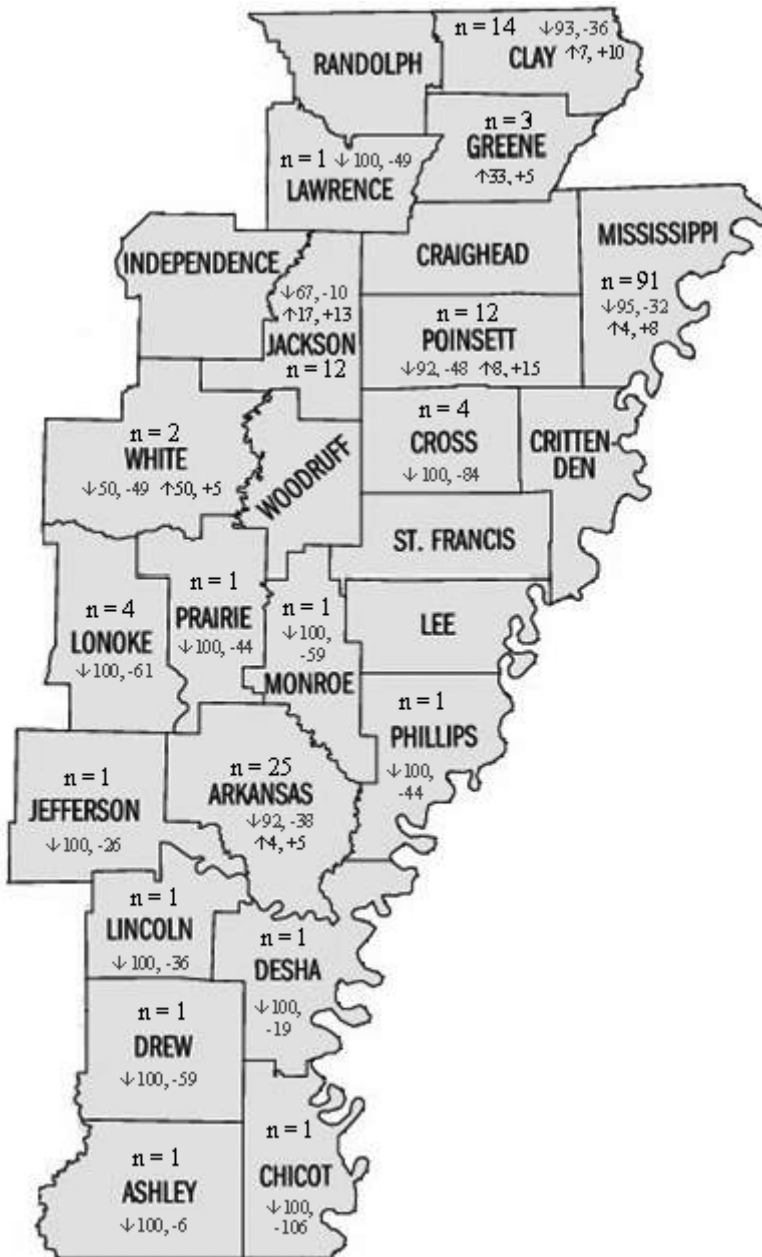 n = 14 ↓93, -36
CLAY ↑7, +10
RANDOLPH
n = 3
GREENE
↑33, +5
n = 1 ↓100, -49
LAWRENCE
MISSISSIPPI
n = 91
↓95, -32
↑4, +8
CRAIGHEAD
INDEPENDENCE
↓67, -10
↑17, +13
JACKSON
n = 12
n = 12
POINSETT
↓92, -48 ↑8, +15
n = 4
CROSS
↓100, -84
CRITTEN-
DEN
n = 2
WHITE
↓50, -49 ↑50, +5
WOODRUFF
ST. FRANCIS
n = 4
LONOKE
↓100, -61
n = 1
PRAIRIE
↓100, -44
n = 1
↓100,
-59
MONROE
LEE
n = 1
PHILLIPS
↓100,
-44
n = 1
JEFFERSON
↓100, -26
n = 25
ARKANSAS
↓92, -38
↑4, +5
n = 1
LINCOLN
↓100, -36
n = 1
DESHA
↓100,
-19
n = 1
DREW
↓100, -59
n = 1
ASHLEY
↓100, -6
n = 1
CHICOT
↓100,
-106